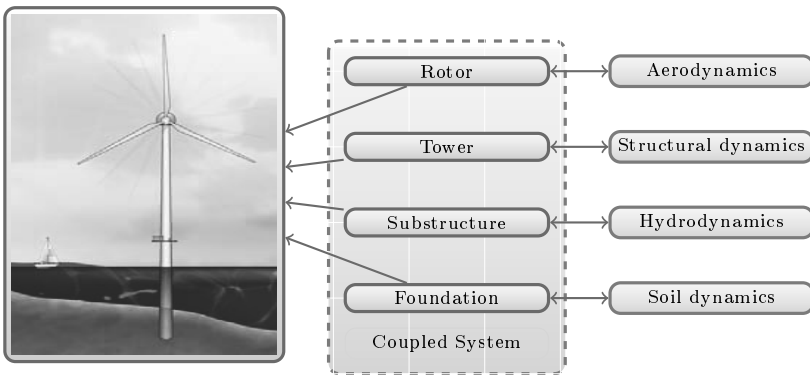 Rotor
Aerodynamics
Tower
Structural dynamics
Substructure
Hydrodynamics
Foundation
Soil dynamics
Coupled System